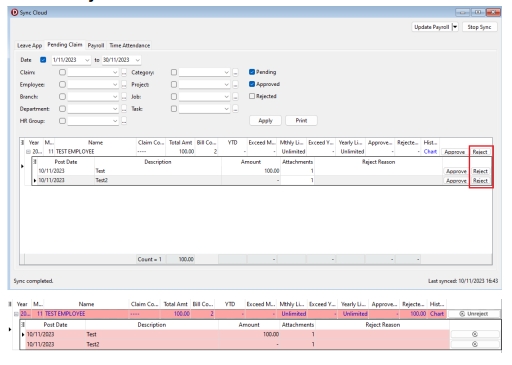 Sync Cloud
Update Payroll Stop Sync
Leave App Pending Claim Payroll Time Attendance
Date 1/11/2023 to 30/11/2023
Claim: ... Category: ... Pending
Employee: ... Project: ... Approved
Branch: ... Job: ... Rejected
Department: ... Task: ...
HR Group: ... Apply Print
Year M... Name Claim Co... Total Amt Bill Co... YTD Exceed M... Mthly Li... Exceed Y... Yearly Li... Approve... Rejecte... Hist...
20... 11 TEST EMPLOYEE ---- 100.00 2 - - Unlimited - Unlimited - - Chart Approve Reject
Post Date Description Amount Attachments Reject Reason
10/11/2023 Test 100.00 1 Approve Reject
10/11/2023 Test2 - 1 Approve Reject
Count = 1 100.00 - - - -
Sync completed. Last synced: 10/11/2023 16:43
Year M... Name Claim Co... Total Amt Bill Co... YTD Exceed M... Mthly Li... Exceed Y... Yearly Li... Approve... Rejecte... Hist...
20... 11 TEST EMPLOYEE ---- 100.00 2 - - Unlimited - Unlimited - 100.00 Chart Unreject
Post Date Description Amount Attachments Reject Reason
10/11/2023 Test 100.00 1
10/11/2023 Test2 - 1